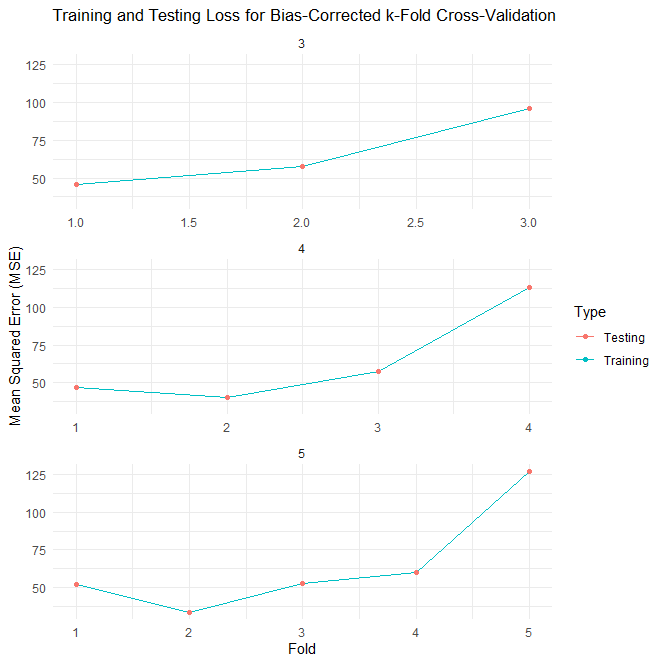 Training and Testing Loss for Bias-Corrected k-Fold Cross-Validation
3
125
100
75
50
1.0 1.5 2.0 2.5 3.0
4
125
100
75
50
1 2 3 4
5
125
100
75
50
1 2 3 4 5
Fold
Mean Squared Error (MSE)
Type
Testing
Training